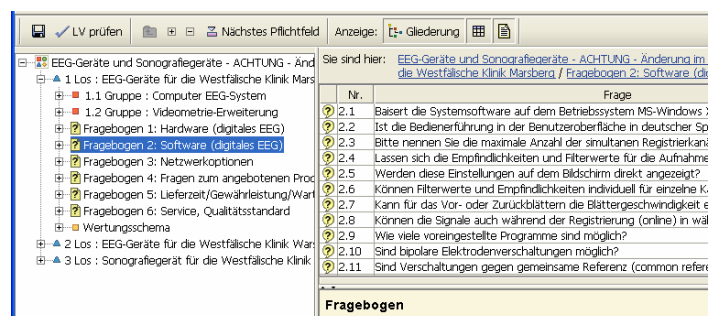 LV prüfen Nächstes Pflichtfeld Anzeige: Gliederung
EEG-Geräte und Sonografiegeräte - ACHTUNG - Änd
1 Los : EEG-Geräte für die Westfälische Klinik Mars
1.1 Gruppe : Computer EEG-System
1.2 Gruppe : Videometrie-Erweiterung
Fragebogen 1: Hardware (digitales EEG)
Fragebogen 2: Software (digitales EEG)
Fragebogen 3: Netzwerkoptionen
Fragebogen 4: Fragen zum angebotenen Proc
Fragebogen 5: Lieferzeit/Gewährleistung/Wart
Fragebogen 6: Service, Qualitätsstandard
Wertungsschema
2 Los : EEG-Geräte für die Westfälische Klinik Wars
3 Los : Sonografiegerät für die Westfälische Klinik
Sie sind hier: EEG-Geräte und Sonografiegeräte - ACHTUNG - Änderung im
die Westfälische Klinik Marsberg / Fragebogen 2: Software (dig
Nr. Frage
2.1 Baisert die Systemsoftware auf dem Betriebssystem MS-Windows X
2.2 Ist die Bedienerführung in der Benutzeroberfläche in deutscher Sp
2.3 Bitte nennen Sie die maximale Anzahl der simultanen Registrierkanä
2.4 Lassen sich die Empfindlichkeiten und Filterwerte für die Aufnahme
2.5 Werden diese Einstellungen auf dem Bildschirm direkt angezeigt?
2.6 Können Filterwerte und Empfindlichkeiten individuell für einzelne Ka
2.7 Kann für das Vor- oder Zurückblättern die Blättergeschwindigkeit e
2.8 Können die Signale auch während der Registrierung (online) in wäl
2.9 Wie viele voreingestellte Programme sind möglich?
2.10 Sind bipolare Elektrodenverschaltungen möglich?
2.11 Sind Verschaltungen gegen gemeinsame Referenz (common refere
Fragebogen